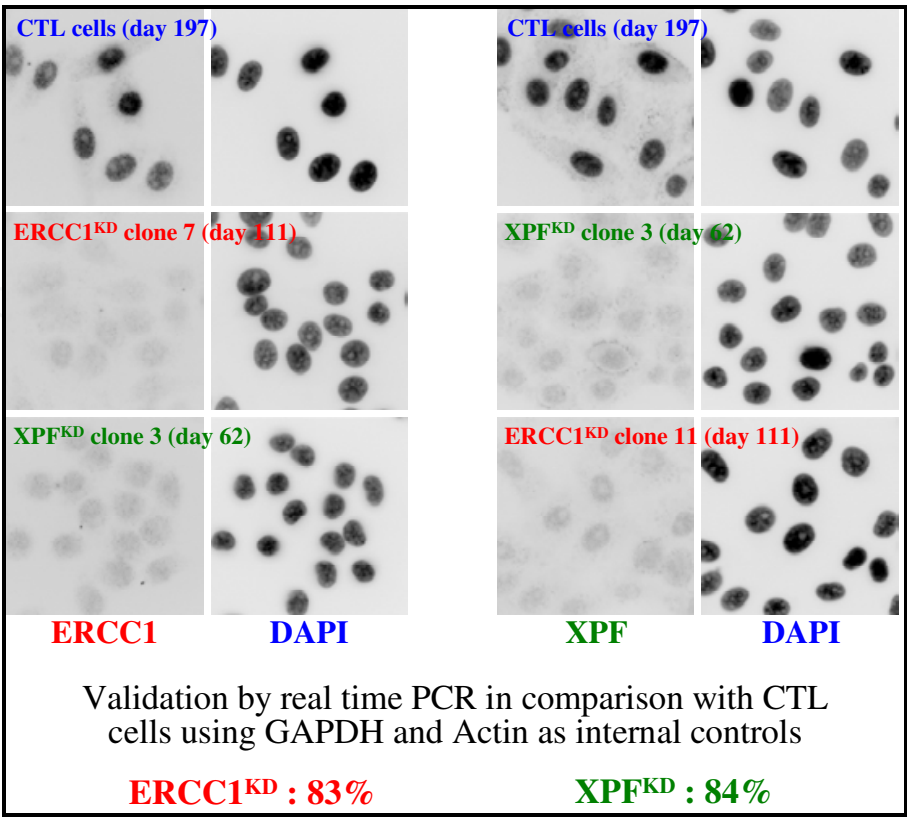 CTL cells (day 197)
CTL cells (day 197)
ERCC1KD clone 7 (day 111)
XPFKD clone 3 (day 62)
XPFKD clone 3 (day 62)
ERCC1KD clone 11 (day 111)
ERCC1 DAPI XPF DAPI
Validation by real time PCR in comparison with CTL
cells using GAPDH and Actin as internal controls
ERCC1KD : 83% XPFKD : 84%